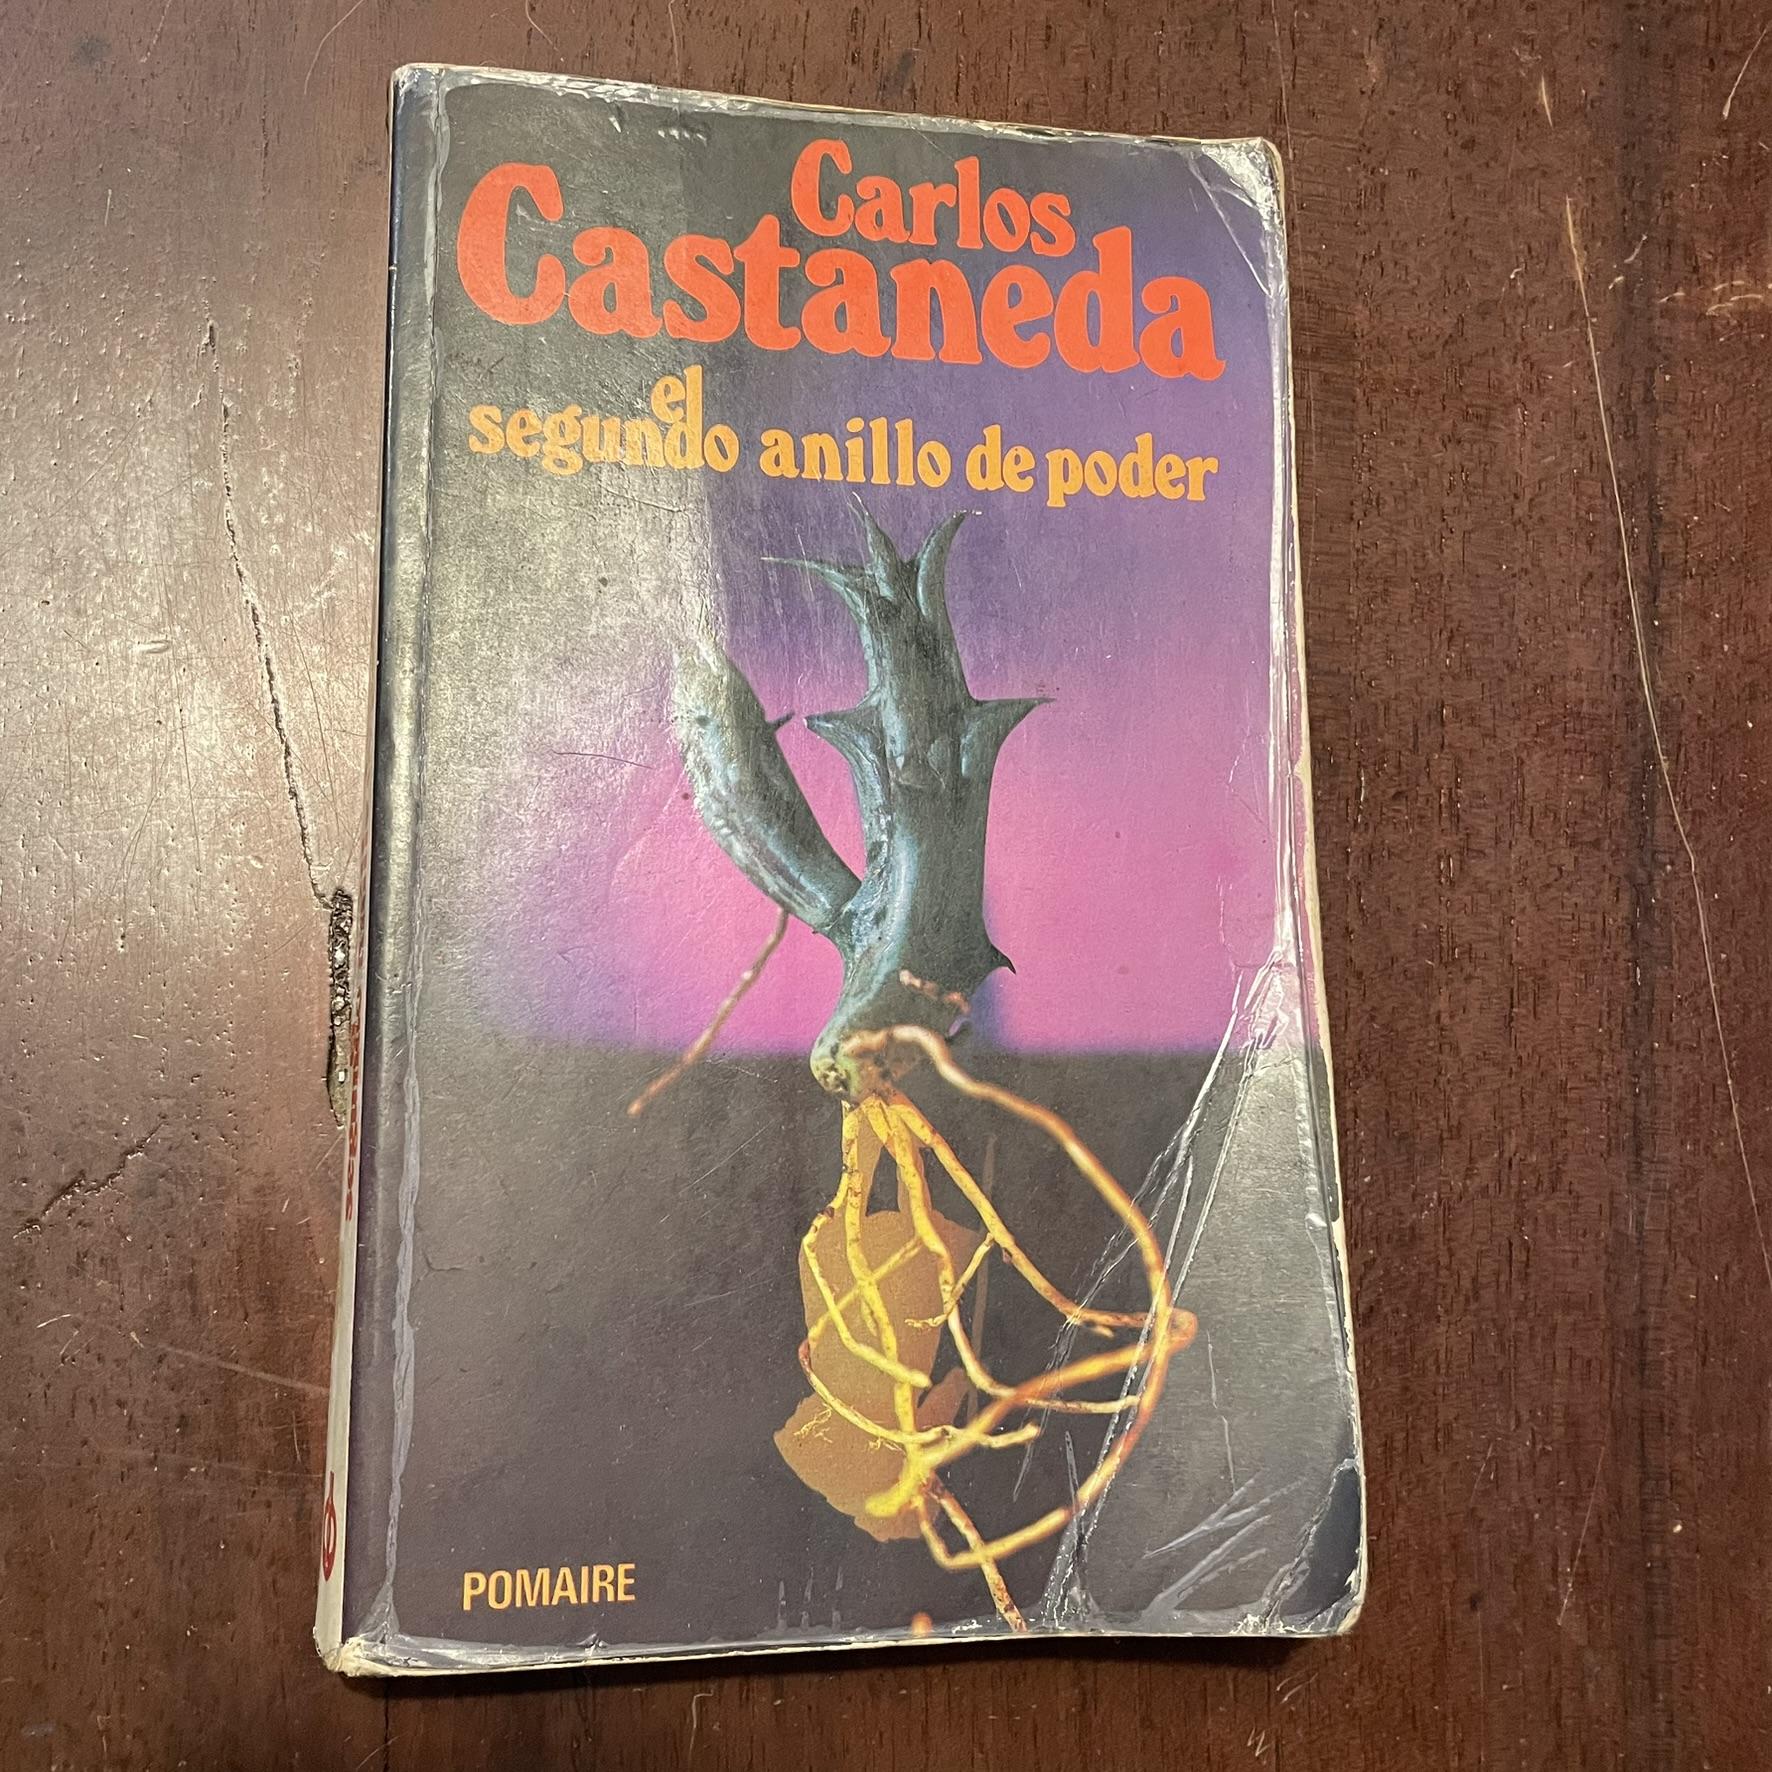 Carlos
Castaneda
el
segundo anillo de poder
POMAIRE